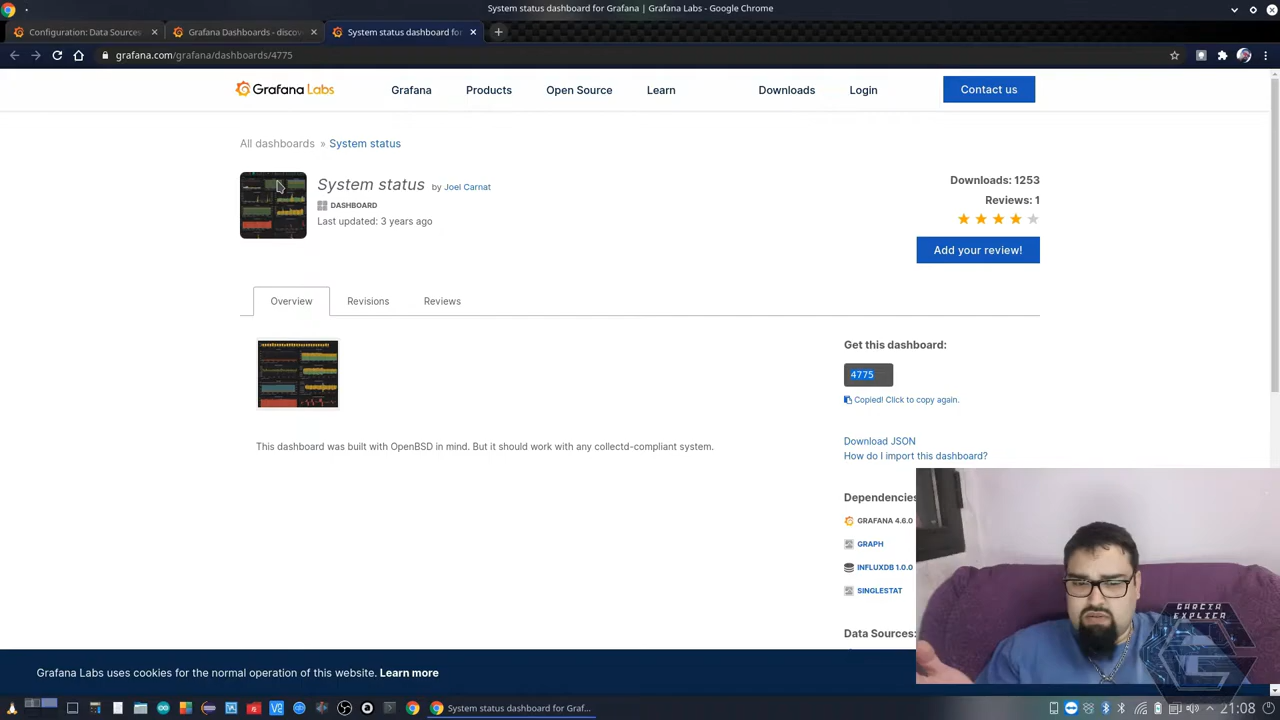 System status dashboard for Grafana | Grafana Labs - Google Chrome
Configuration: Data Sources
Grafana Dashboards - discov
System status dashboard for
grafana.com/grafana/dashboards/4775
Grafana Labs
Grafana
Products
Open Source
Learn
Downloads
Login
Contact us
All dashboards » System status
System status by Joel Carnat
DASHBOARD
Last updated: 3 years ago
Downloads: 1253
Reviews: 1
Add your review!
Overview
Revisions
Reviews
Get this dashboard:
4775
Copied! Click to copy again.
This dashboard was built with OpenBSD in mind. But it should work with any collectd-compliant system.
Download JSON
How do I import this dashboard?
Dependencies
GRAFANA 4.6.0
GRAPH
INFLUXDB 1.0.0
SINGLESTAT
Data Sources:
GARCIA
EXPLICA
Grafana Labs uses cookies for the normal operation of this website. Learn more
System status dashboard for Graf...
21:08